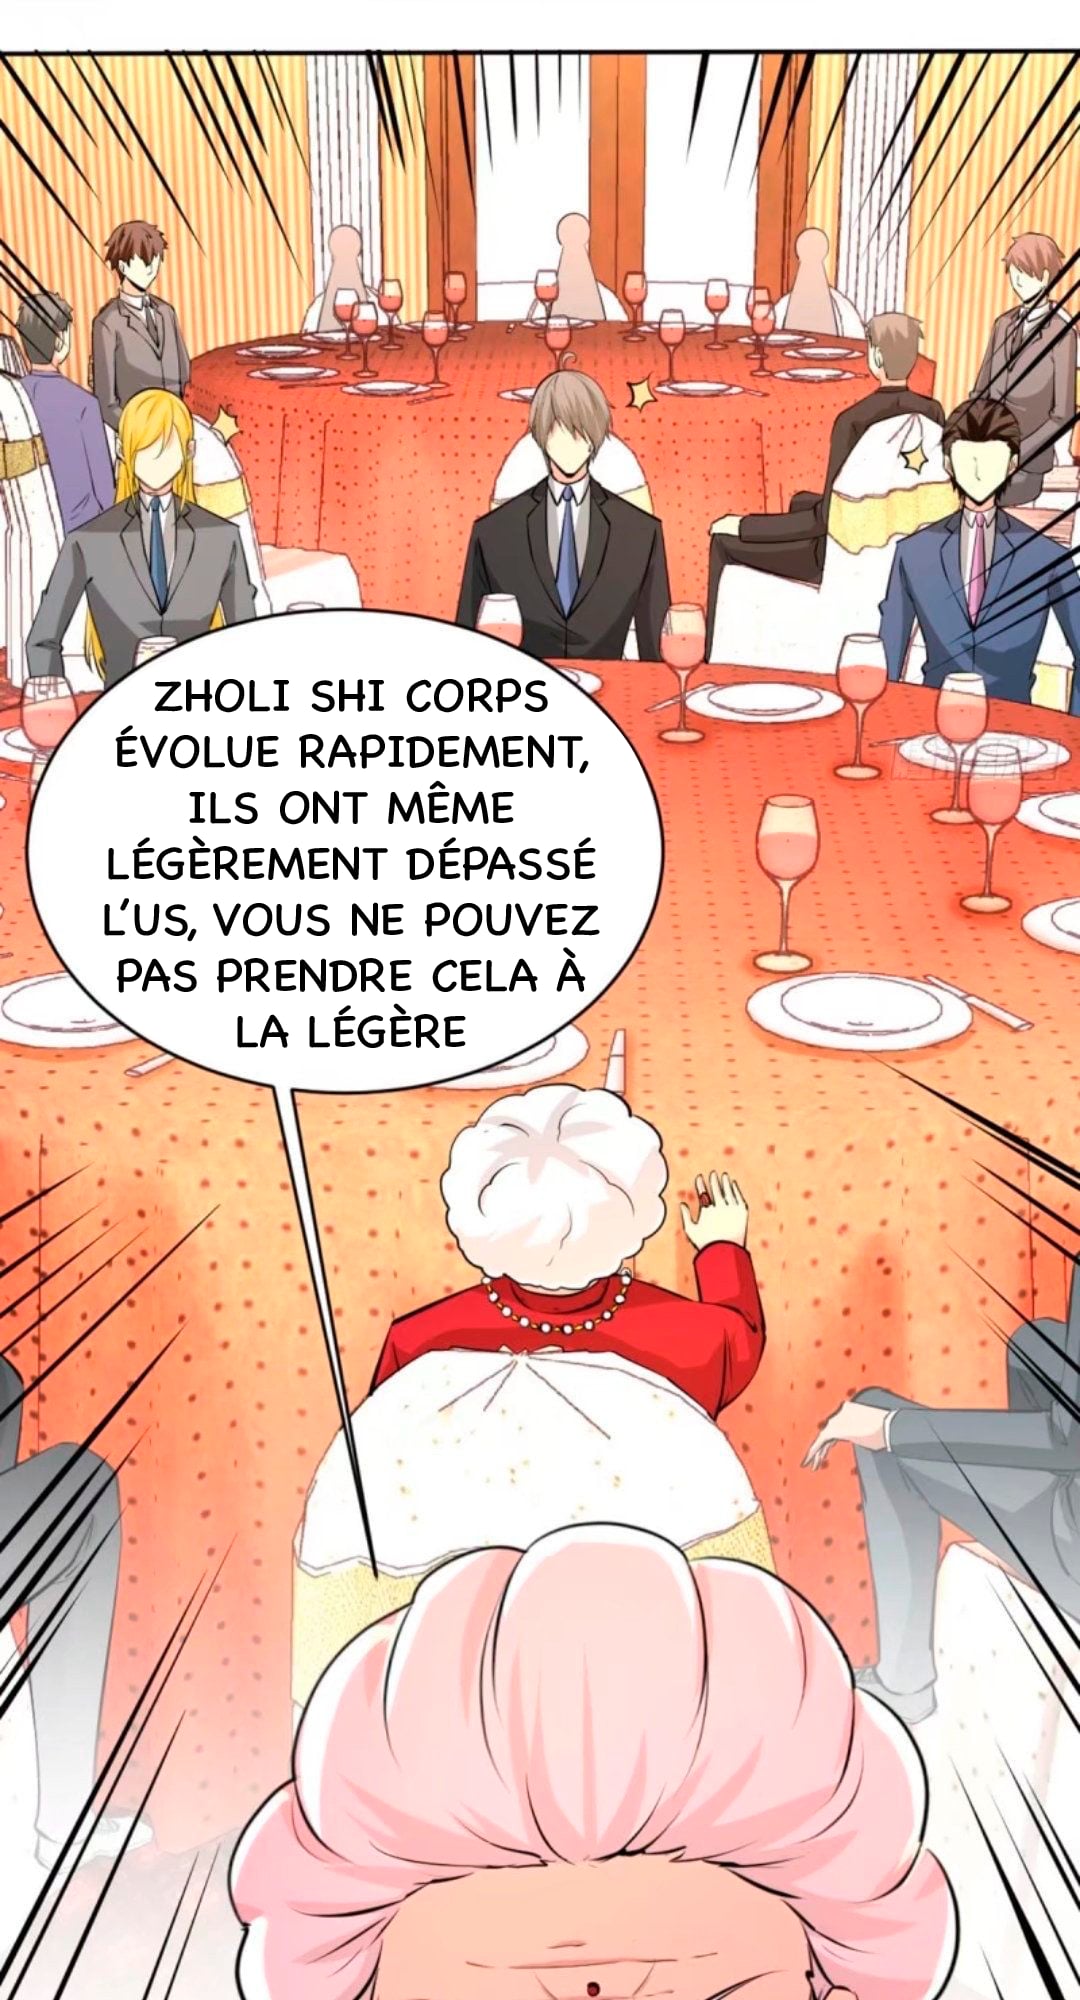 ZHOLI SHI CORPS
ÉVOLUE RAPIDEMENT,
ILS ONT MÊME
LÉGÈREMENT DÉPASSÉ
L'US, VOUS NE POUVEZ
PAS PRENDRE CELA À
LA LÉGÈRE